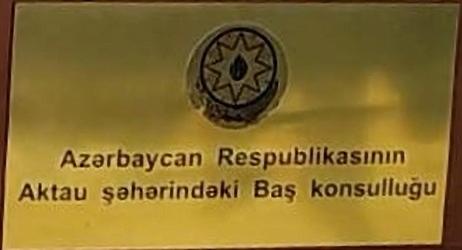 Azərbaycan Respublikasının
Aktau şəhərindəki Baş konsulluğu